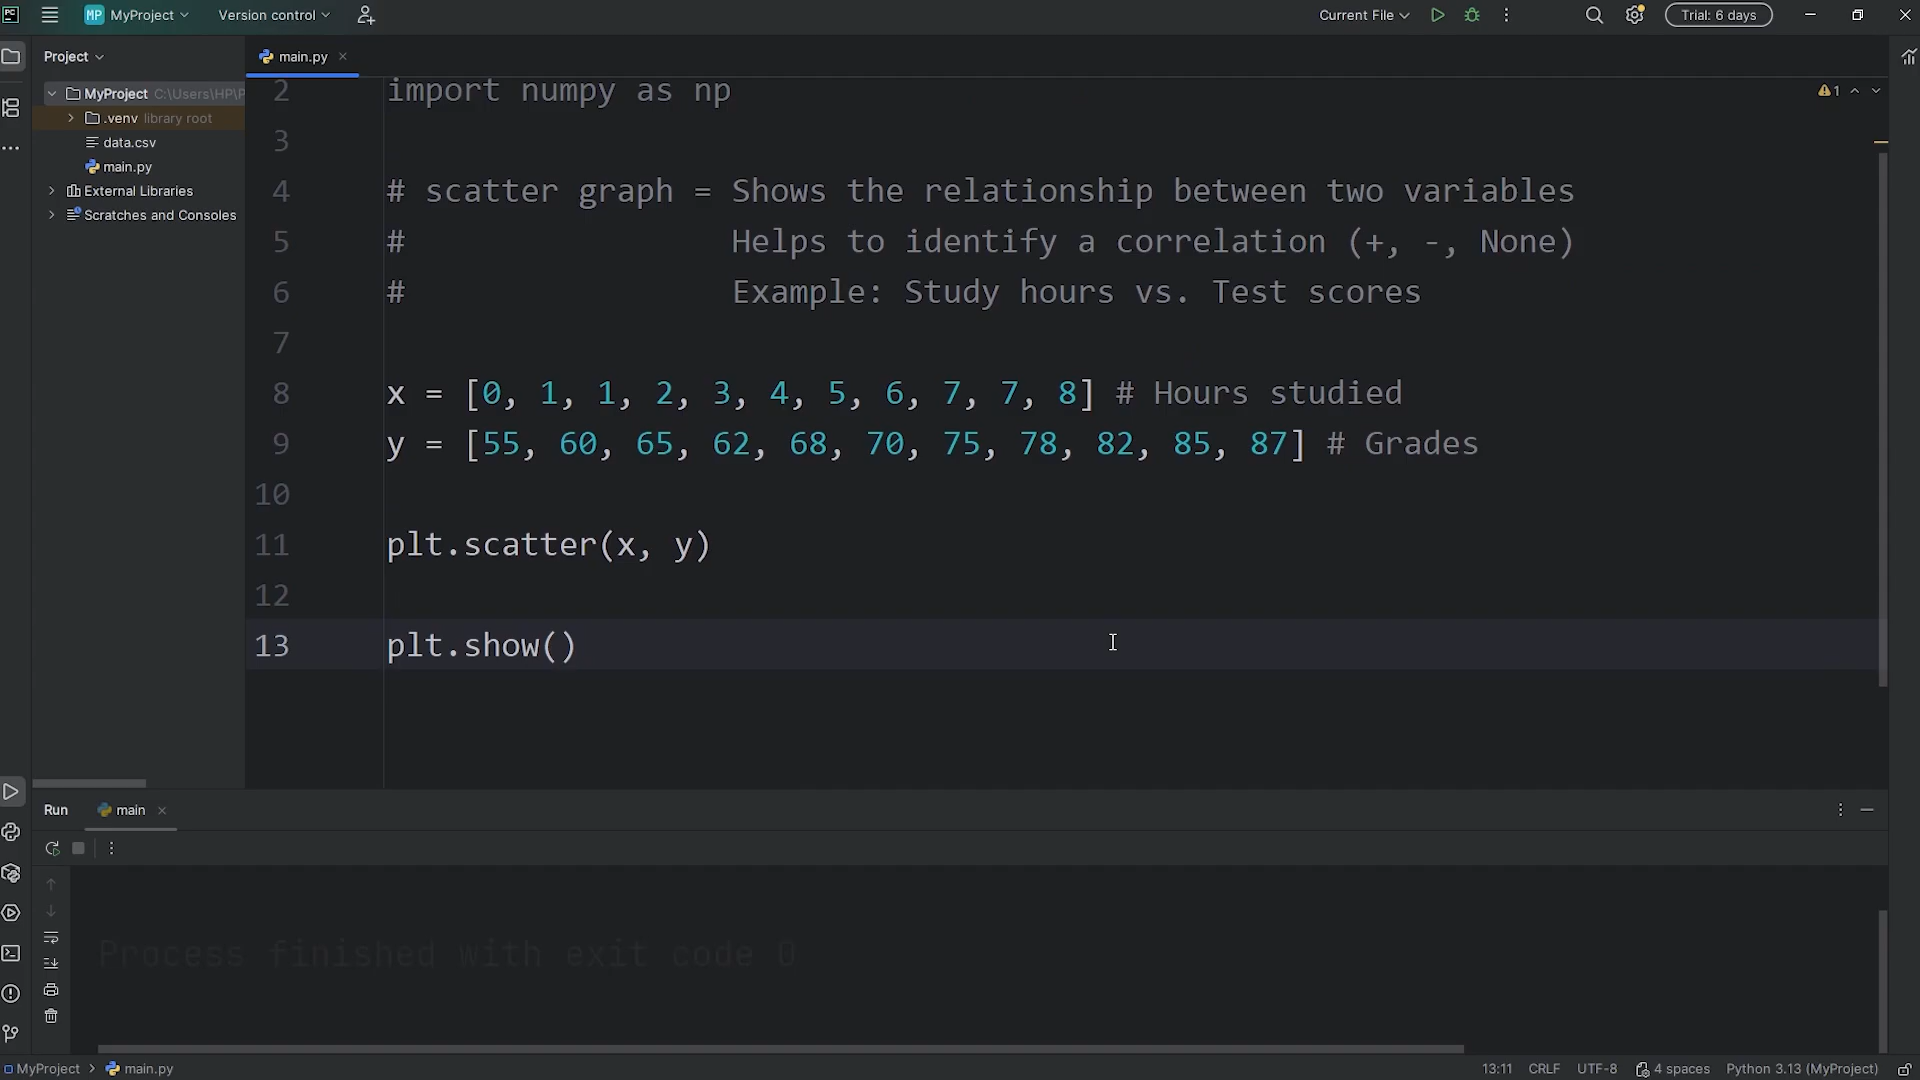 PC MP MyProject Version control Current File Trial: 6 days
Project main.py
MyProject C:\Users\HP\P
.venv library root
data.csv
main.py
External Libraries
Scratches and Consoles
2 import numpy as np
1
3
4 # scatter graph = Shows the relationship between two variables
5 # Helps to identify a correlation (+, -, None)
6 # Example: Study hours vs. Test scores
7
8 x = [0, 1, 1, 2, 3, 4, 5, 6, 7, 7, 8] # Hours studied
9 y = [55, 60, 65, 62, 68, 70, 75, 78, 82, 85, 87] # Grades
10
11 plt.scatter(x, y)
12
13 plt.show()
Run main
Process finished with exit code 0
MyProject main.py 13:11 CRLF UTF-8 4 spaces Python 3.13 (MyProject)